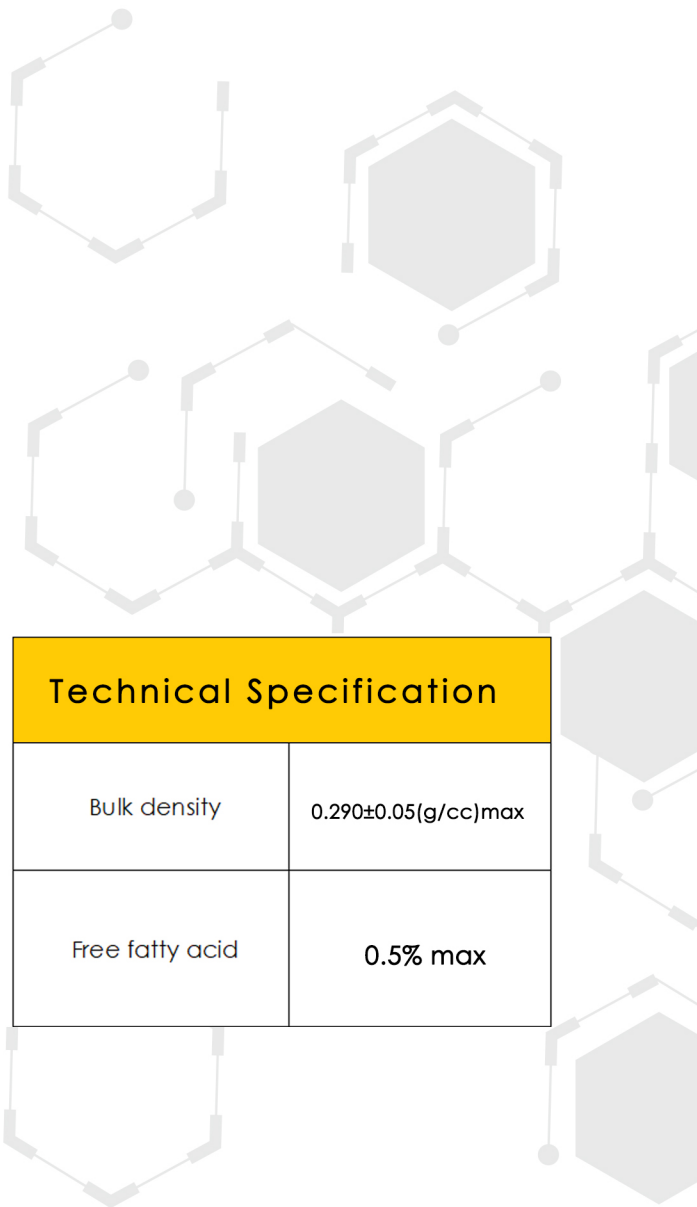 Technical Specification
Bulk density
0.290±0.05(g/cc)max
Free fatty acid
0.5% max